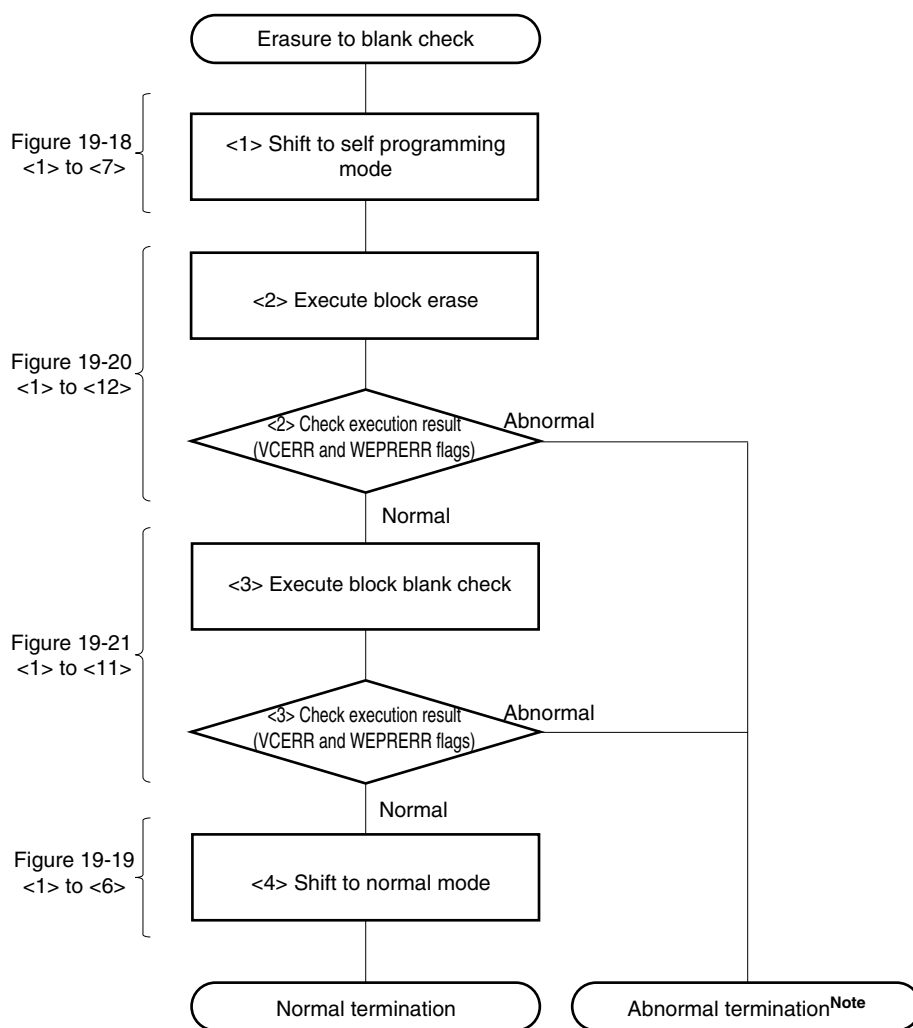 Erasure to blank check
Figure 19-18
<1> to <7>
<1> Shift to self programming
mode
<2> Execute block erase
Figure 19-20
<1> to <12>
<2> Check execution result
(VCERR and WEPRERR flags)
Abnormal
Normal
<3> Execute block blank check
Figure 19-21
<1> to <11>
<3> Check execution result
(VCERR and WEPRERR flags)
Abnormal
Normal
Figure 19-19
<1> to <6>
<4> Shift to normal mode
Normal termination
Abnormal terminationNote